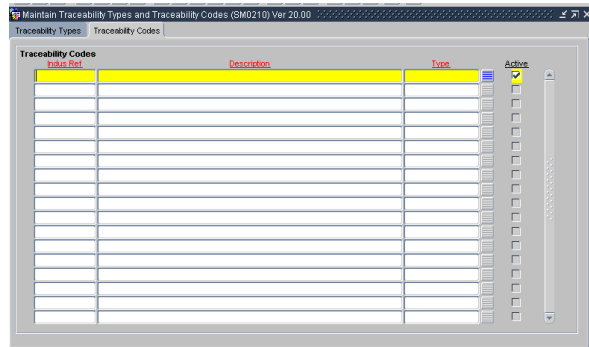 Maintain Traceability Types and Traceability Codes (SM0210) Ver 20.00
Traceability Types Traceability Codes
Traceability Codes
Indus Ref Description Type Active